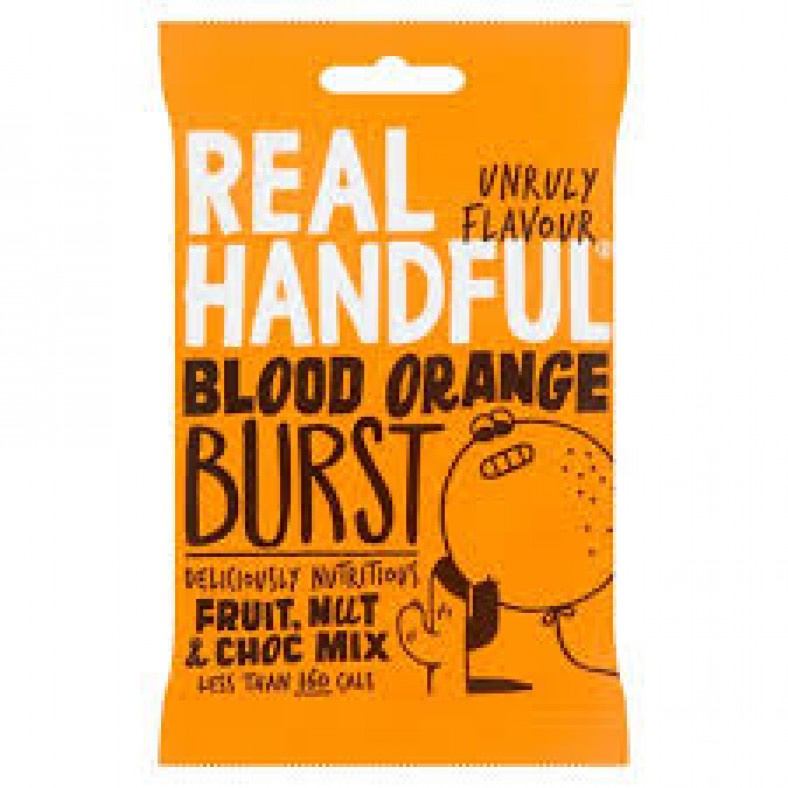 UNRULY
FLAVOUR
REAL
HANDFUL®
BLOOD ORANGE
BURST
DELICIOUSLY NUTRITIOUS
FRUIT, NUT
& CHOC MIX
LESS THAN 160 CALS